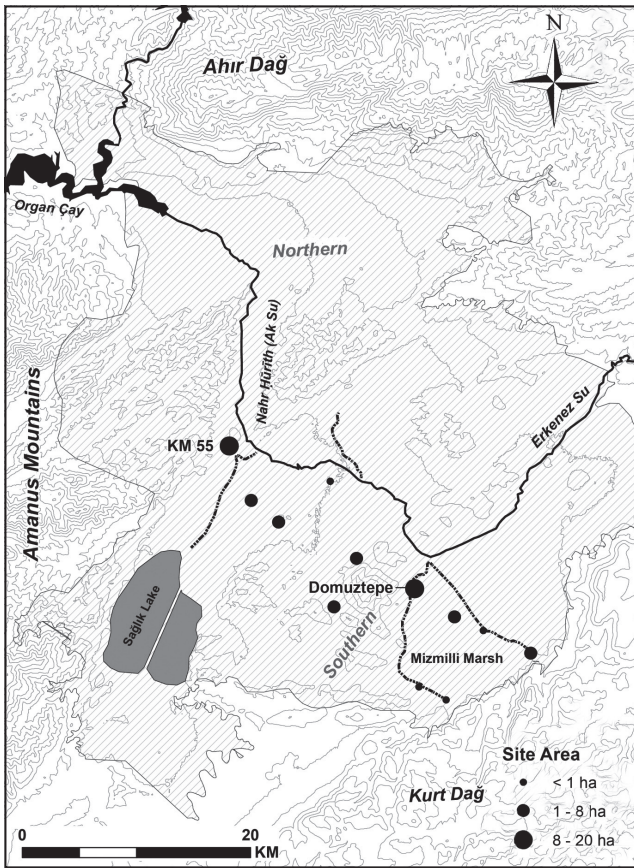 N
Ahır Dağ
Organ Çay
Northern
Nahr Ḥūrīth (Ak Su)
Erkenez Su
KM 55
Amanus Mountains
Sağlık Lake
Domuztepe
Southern
Mizmilli Marsh
Kurt Dağ
Site Area
< 1 ha
1 - 8 ha
8 - 20 ha
0 20
KM